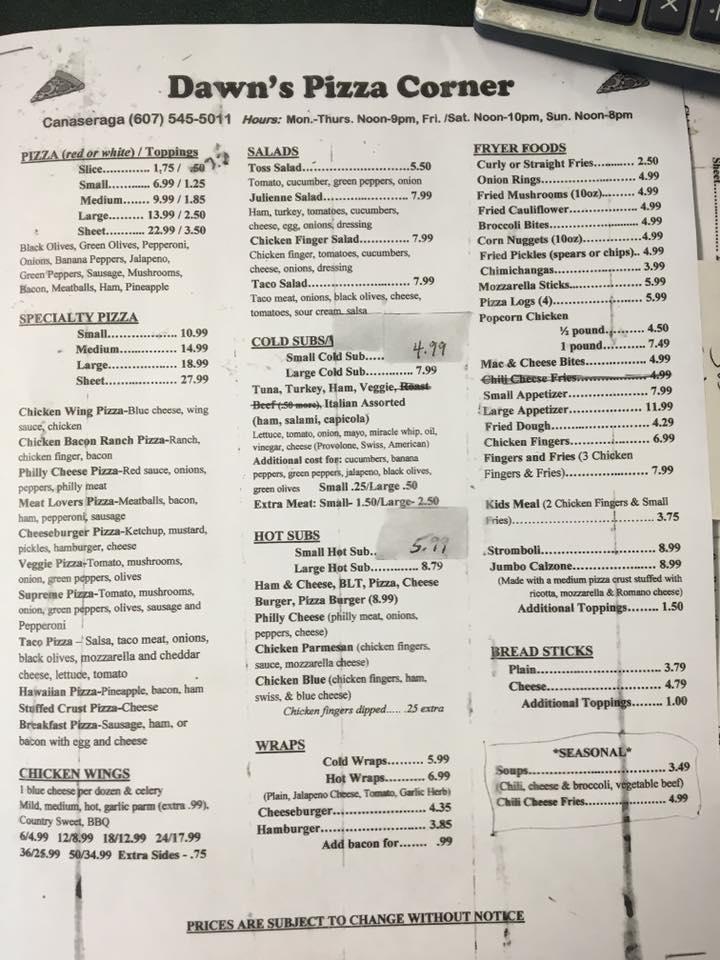 Dawn's Pizza Corner
Canaseraga (607) 545-5011 Hours: Mon.-Thurs. Noon-9pm, Fri. /Sat. Noon-10pm, Sun. Noon-8pm
PIZZA (red or white) / Toppings
Slice............. 1,75 / .50
Small........... 6.99 / 1.25
Medium....... 9.99 / 1.85
Large.......... 13.99 / 2.50
Sheet.......... 22.99 / 3.50
Black Olives, Green Olives, Pepperoni,
Onions, Banana Peppers, Jalapeno,
Green Peppers, Sausage, Mushrooms,
Bacon, Meatballs, Ham, Pineapple
SPECIALTY PIZZA
Small.................... 10.99
Medium................ 14.99
Large.................... 18.99
Sheet.................... 27.99
Chicken Wing Pizza-Blue cheese, wing
sauce, chicken
Chicken Bacon Ranch Pizza-Ranch,
chicken finger, bacon
Philly Cheese Pizza-Red sauce, onions,
peppers, philly meat
Meat Lovers Pizza-Meatballs, bacon,
ham, pepperoni, sausage
Cheeseburger Pizza-Ketchup, mustard,
pickles, hamburger, cheese
Veggie Pizza-Tomato, mushrooms,
onion, green peppers, olives
Supreme Pizza-Tomato, mushrooms,
onion, green peppers, olives, sausage and
Pepperoni
Taco Pizza – Salsa, taco meat, onions,
black olives, mozzarella and cheddar
cheese, lettuce, tomato
Hawaiian Pizza-Pineapple, bacon, ham
Stuffed Crust Pizza-Cheese
Breakfast Pizza-Sausage, ham, or
bacon with egg and cheese
CHICKEN WINGS
1 blue cheese per dozen & celery
Mild, medium, hot, garlic parm (extra .99),
Country Sweet, BBQ
6/4.99 12/8.99 18/12.99 24/17.99
36/25.99 50/34.99 Extra Sides - .75
SALADS
Toss Salad.........................5.50
Tomato, cucumber, green peppers, onion
Julienne Salad.................... 7.99
Ham, turkey, tomatoes, cucumbers,
cheese, egg, onions, dressing
Chicken Finger Salad.......... 7.99
Chicken finger, tomatoes, cucumbers,
cheese, onions, dressing
Taco Salad......................... 7.99
Taco meat, onions, black olives, cheese,
tomatoes, sour cream, salsa
COLD SUBS/
Small Cold Sub..... 4.99
Large Cold Sub...........7.99
Tuna, Turkey, Ham, Veggie, Roast
Beef (.50 more), Italian Assorted
(ham, salami, capicola)
Lettuce, tomato, onion, mayo, miracle whip, oil,
vinegar, cheese (Provolone, Swiss, American)
Additional cost for: cucumbers, banana
peppers, green peppers, jalapeno, black olives,
green olives Small .25/Large .50
Extra Meat: Small- 1.50/Large- 2.50
HOT SUBS
Small Hot Sub.. 5.99
Large Hot Sub............ 8.79
Ham & Cheese, BLT, Pizza, Cheese
Burger, Pizza Burger (8.99)
Philly Cheese (philly meat, onions,
peppers, cheese)
Chicken Parmesan (chicken fingers,
sauce, mozzarella cheese)
Chicken Blue (chicken fingers, ham,
swiss, & blue cheese)
Chicken fingers dipped..... .25 extra
WRAPS
Cold Wraps......... 5.99
Hot Wraps......... 6.99
(Plain, Jalapeno Cheese, Tomato, Garlic Herb)
Cheeseburger...................... 4.35
Hamburger......................... 3.85
Add bacon for....... .99
FRYER FOODS
Curly or Straight Fries.......... 2.50
Onion Rings........................ 4.99
Fried Mushrooms (10oz)....... 4.99
Fried Cauliflower................. 4.99
Broccoli Bites...................... 4.99
Corn Nuggets (10oz)..............4.99
Fried Pickles (spears or chips).. 4.99
Chimichangas...................... 3.99
Mozzarella Sticks................. 5.99
Pizza Logs (4)...................... 5.99
Popcorn Chicken
½ pound.......... 4.50
1 pound........... 7.49
Mac & Cheese Bites............. 4.99
Chili Cheese Fries................. 4.99
Small Appetizer................... 7.99
Large Appetizer.................. 11.99
Fried Dough........................ 4.29
Chicken Fingers................... 6.99
Fingers and Fries (3 Chicken
Fingers & Fries)................... 7.99
Kids Meal (2 Chicken Fingers & Small
Fries)................................. 3.75
Stromboli............................ 8.99
Jumbo Calzone.................... 8.99
(Made with a medium pizza crust stuffed with
ricotta, mozzarella & Romano cheese)
Additional Toppings........ 1.50
BREAD STICKS
Plain............................ 3.79
Cheese.......................... 4.79
Additional Toppings....... 1.00
*SEASONAL*
Soups................................. 3.49
(Chili, cheese & broccoli, vegetable beef)
Chili Cheese Fries................ 4.99
PRICES ARE SUBJECT TO CHANGE WITHOUT NOTICE